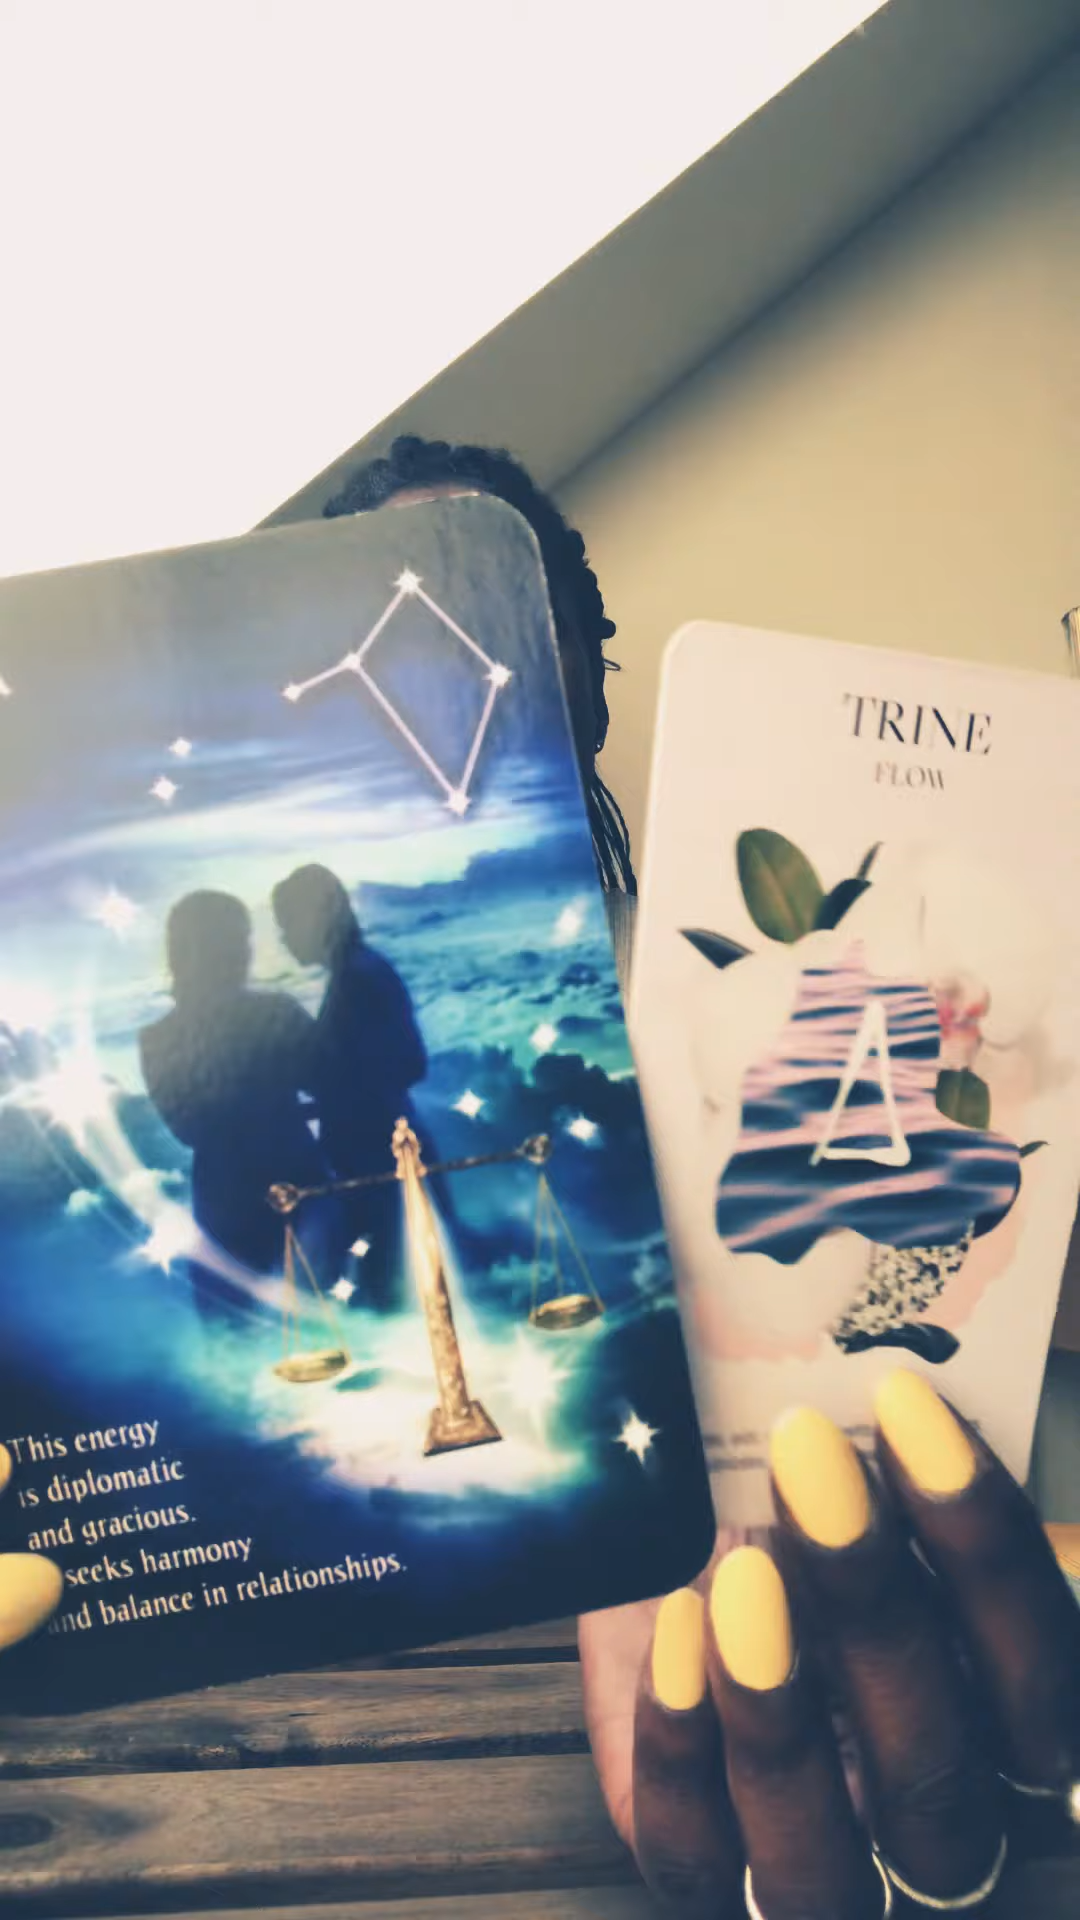 This energy
is diplomatic
and gracious.
seeks harmony
and balance in relationships.
TRINE
FLOW